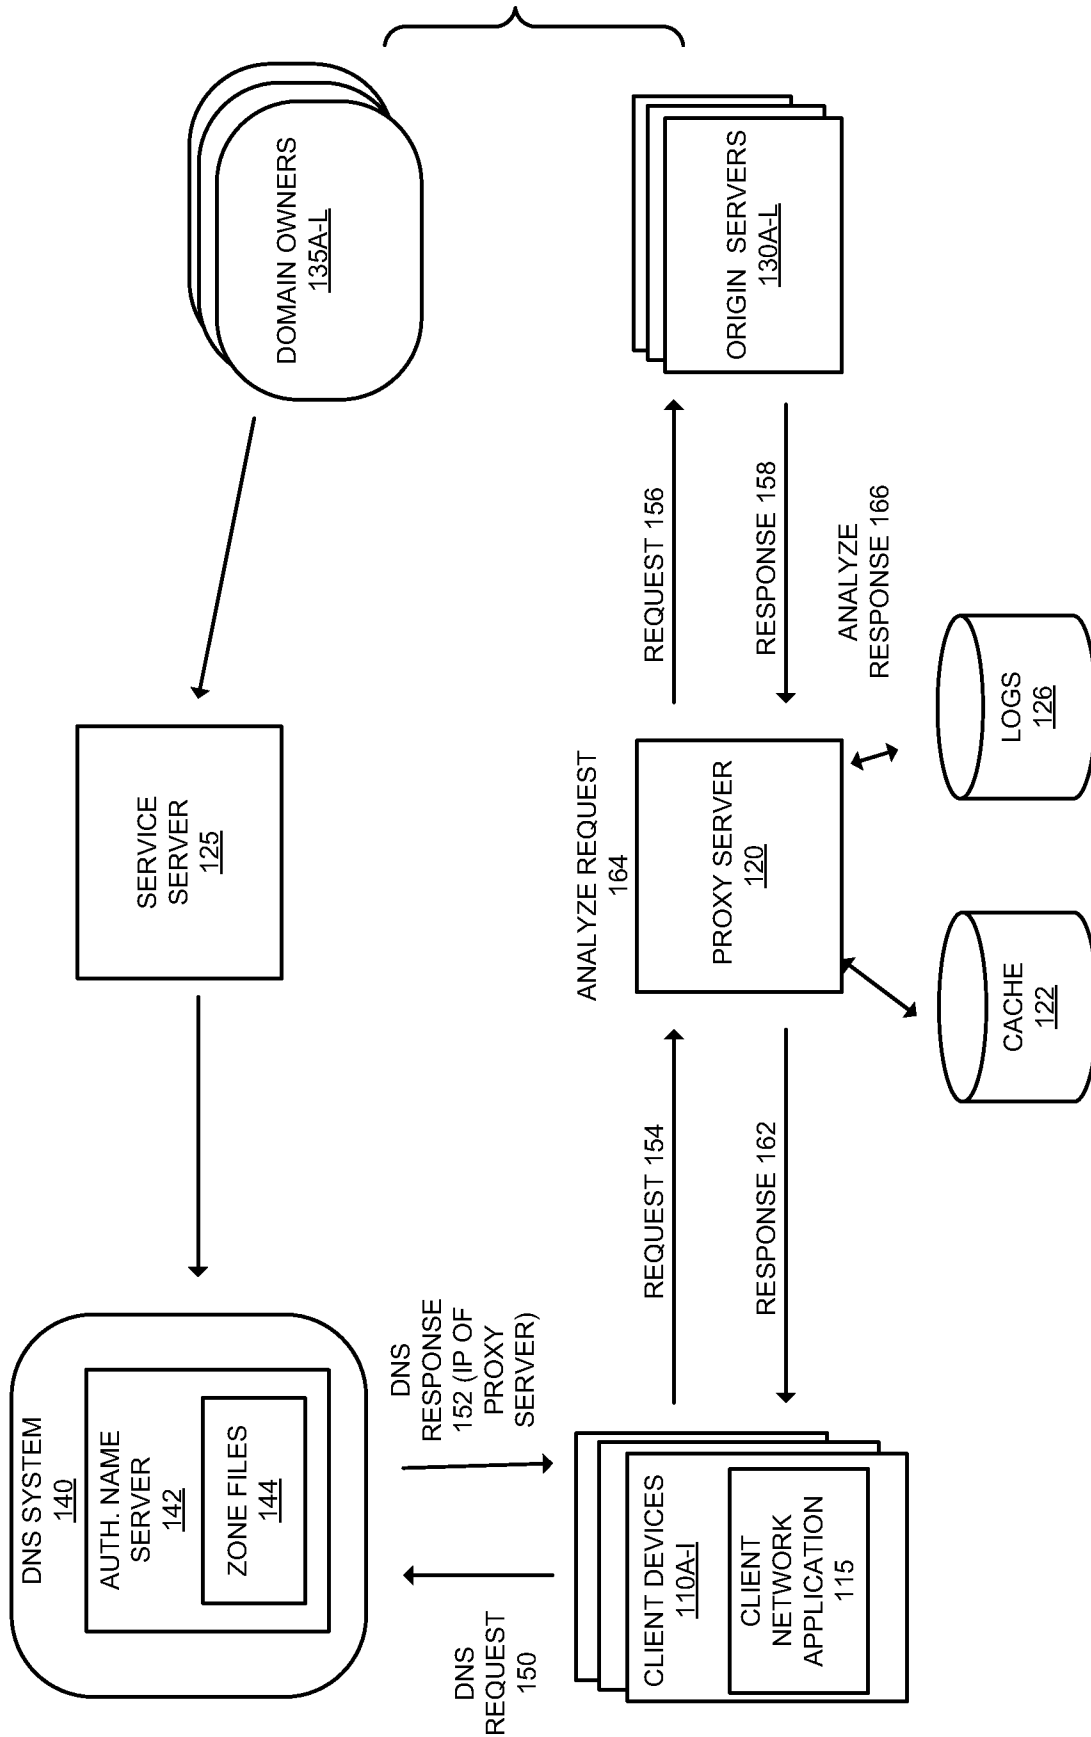 DNS SYSTEM
140
AUTH. NAME
SERVER
142
ZONE FILES
144
SERVICE
SERVER
125
DOMAIN OWNERS
135A-L
DNS
REQUEST
150
DNS
RESPONSE
152 (IP OF
PROXY
SERVER)
CLIENT DEVICES
110A-I
CLIENT
NETWORK
APPLICATION
115
REQUEST 154
RESPONSE 162
ANALYZE REQUEST
164
PROXY SERVER
120
REQUEST 156
RESPONSE 158
ANALYZE
RESPONSE 166
ORIGIN SERVERS
130A-L
CACHE
122
LOGS
126